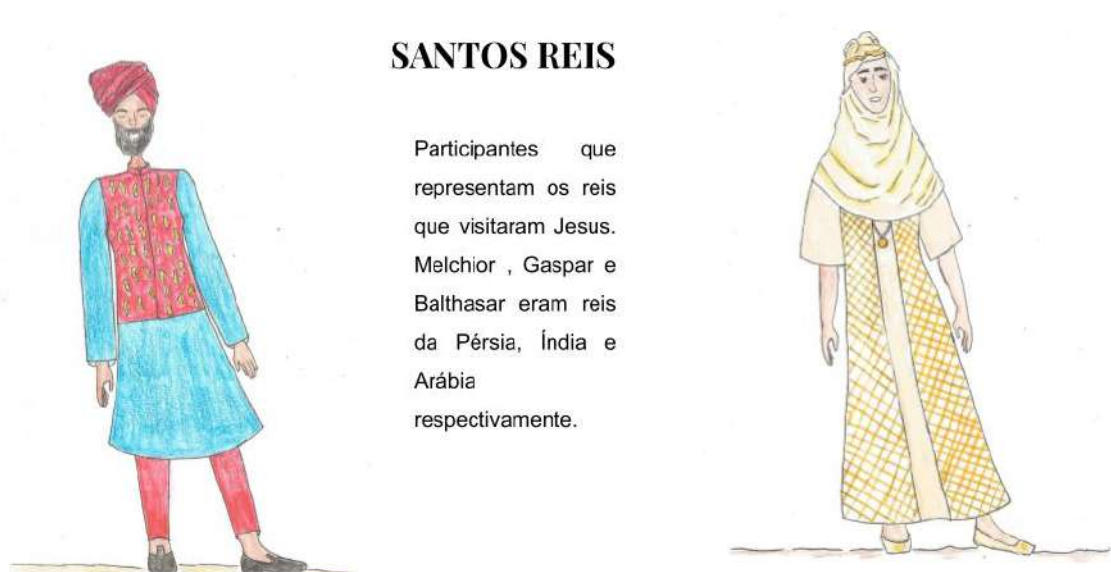 SANTOS REIS
Participantes que
representam os reis
que visitaram Jesus.
Melchior , Gaspar e
Balthasar eram reis
da Pérsia, Índia e
Arábia
respectivamente.